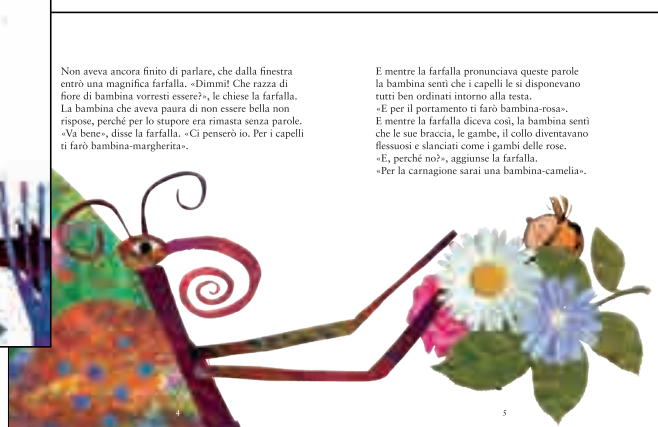 Non aveva ancora finito di parlare, che dalla finestra
entrò una magnifica farfalla. «Dimmi! Che razza di
fiore di bambina vorresti essere?», le chiese la farfalla.
La bambina che aveva paura di non essere bella non
rispose, perché per lo stupore era rimasta senza parole.
«Va bene», disse la farfalla. «Ci penserò io. Per i capelli
ti farò bambina-margherita».
4
E mentre la farfalla pronunciava queste parole
la bambina sentì che i capelli le si disponevano
tutti ben ordinati intorno alla testa.
«E per il portamento ti farò bambina-rosa».
E mentre la farfalla diceva così, la bambina sentì
che le sue braccia, le gambe, il collo diventavano
flessuosi e slanciati come i gambi delle rose.
«E, perché no?», aggiunse la farfalla.
«Per la carnagione sarai una bambina-camelia».
5